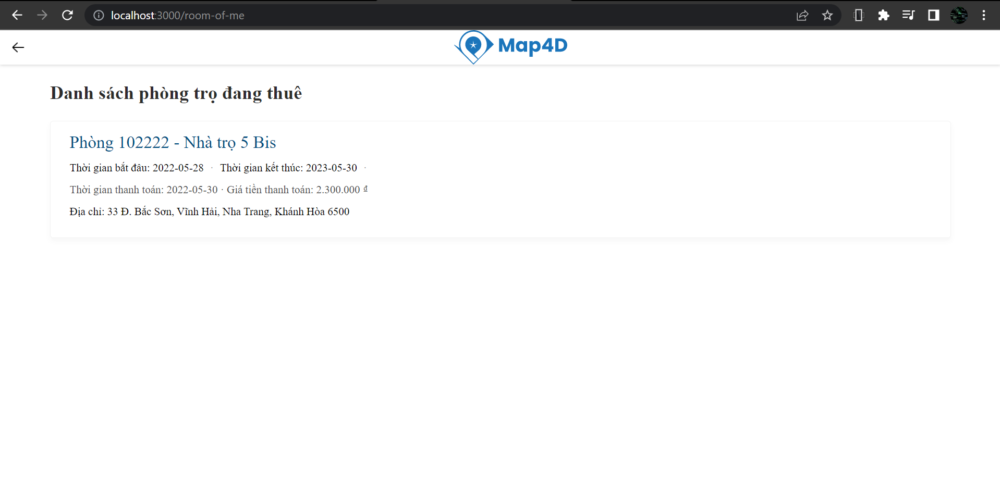 localhost:3000/room-of-me
Map4D
Danh sách phòng trọ đang thuê
Phòng 102222 - Nhà trọ 5 Bis
Thời gian bắt đâu: 2022-05-28 · Thời gian kết thúc: 2023-05-30 ·
Thời gian thanh toán: 2022-05-30 · Giá tiền thanh toán: 2.300.000 ₫
Địa chỉ: 33 Đ. Bắc Sơn, Vĩnh Hải, Nha Trang, Khánh Hòa 6500